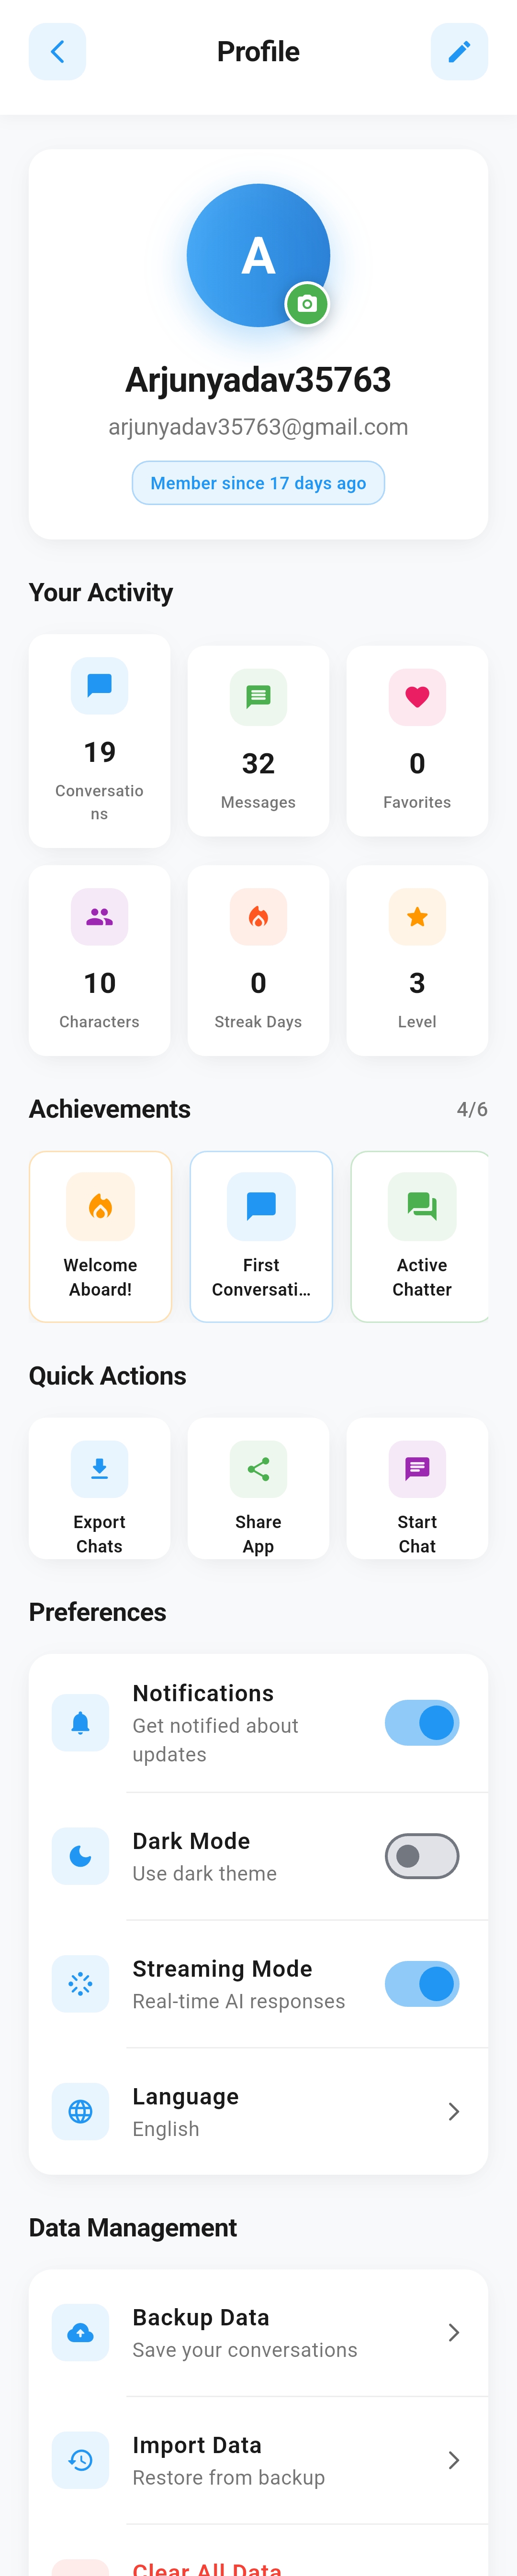 Profile
A
Arjunyadav35763
arjunyadav35763@gmail.com
Member since 17 days ago
Your Activity
19
Conversatio
ns
32
Messages
0
Favorites
10
Characters
0
Streak Days
3
Level
Achievements
4/6
Welcome
Aboard!
First
Conversati...
Active
Chatter
Quick Actions
Export
Chats
Share
App
Start
Chat
Preferences
Notifications
Get notified about
updates
Dark Mode
Use dark theme
Streaming Mode
Real-time AI responses
Language
English
Data Management
Backup Data
Save your conversations
Import Data
Restore from backup
Clear All Data